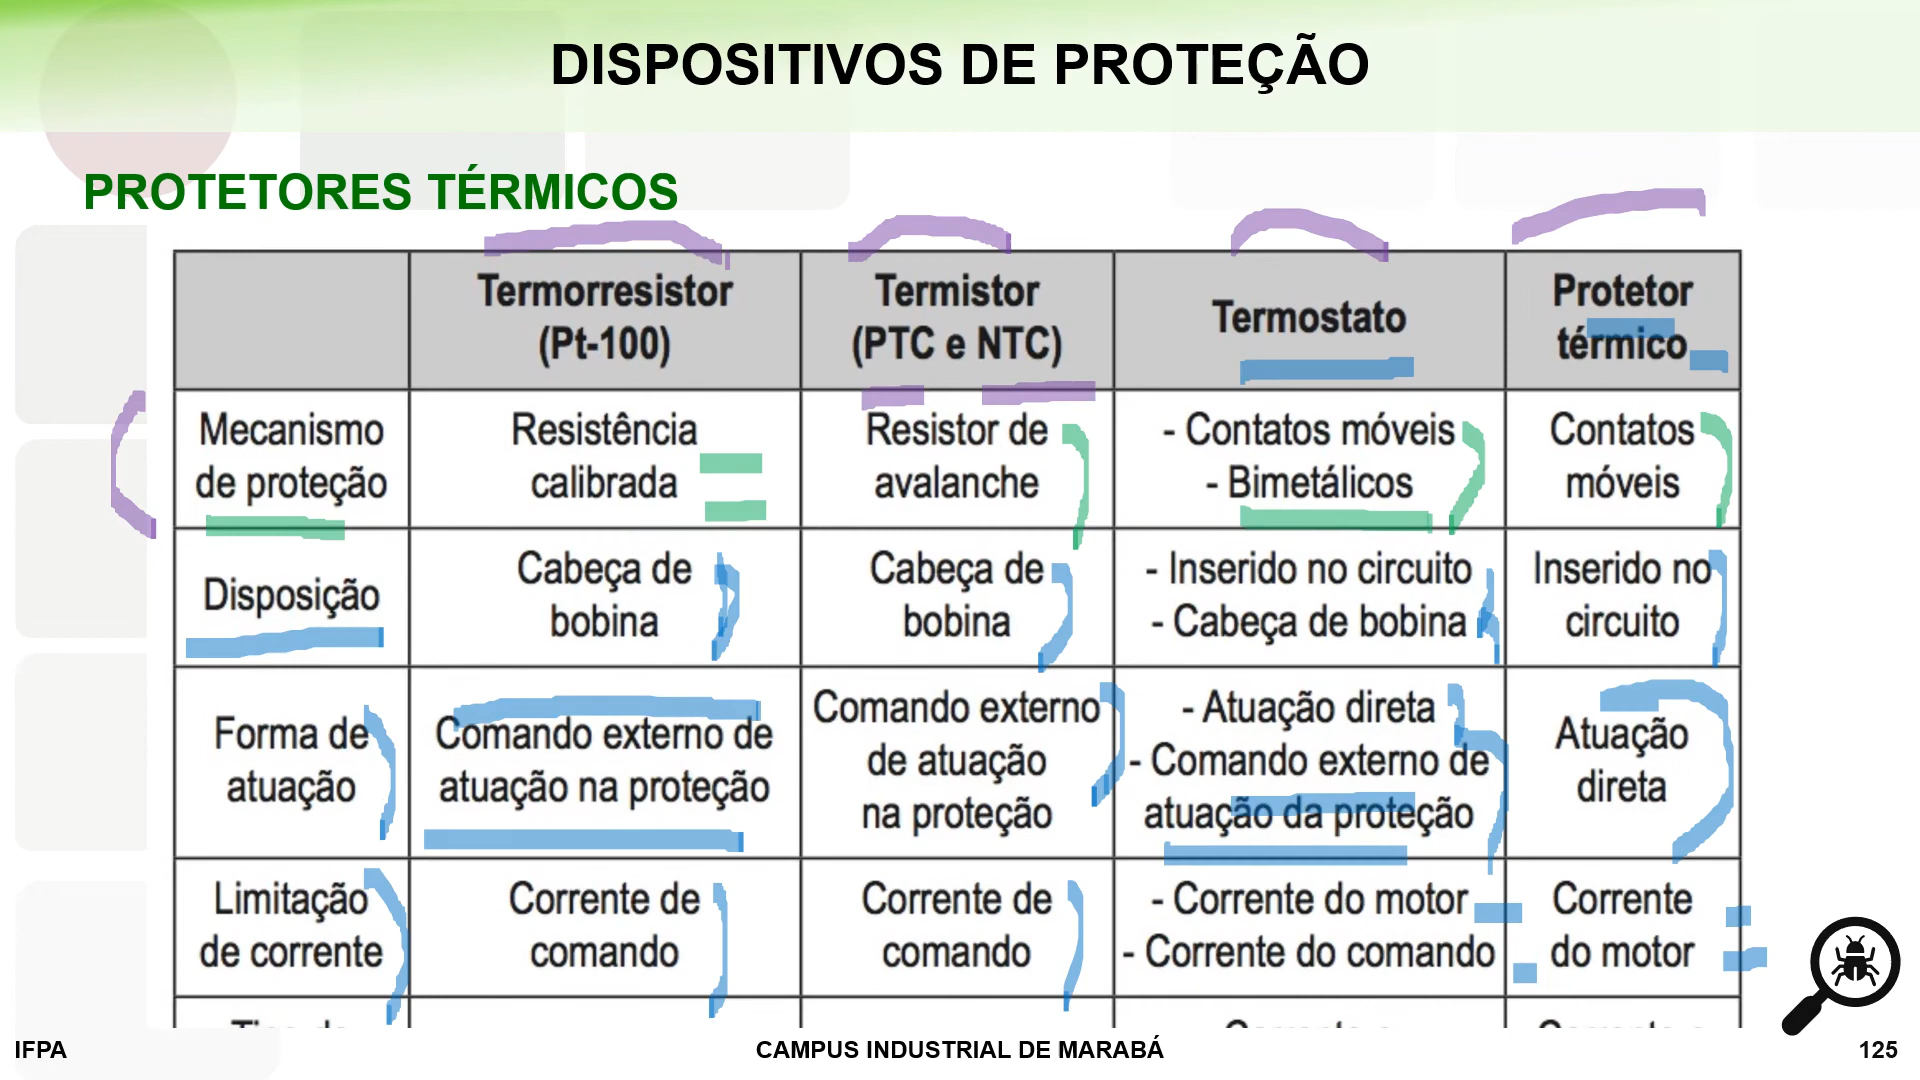 DISPOSITIVOS DE PROTEÇÃO
PROTETORES TÉRMICOS
Termorresistor
(Pt-100)
Termistor
(PTC e NTC)
Termostato
Protetor
térmico
Mecanismo
de proteção
Resistência
calibrada
Resistor de
avalanche
- Contatos móveis
- Bimetálicos
Contatos
móveis
Disposição
Cabeça de
bobina
Cabeça de
bobina
- Inserido no circuito
- Cabeça de bobina
Inserido no
circuito
Forma de
atuação
Comando externo de
atuação na proteção
Comando externo
de atuação
na proteção
- Atuação direta
- Comando externo de
atuação da proteção
Atuação
direta
Limitação
de corrente
Corrente de
comando
Corrente de
comando
- Corrente do motor
- Corrente do comando
Corrente
do motor
IFPA
CAMPUS INDUSTRIAL DE MARABÁ
125